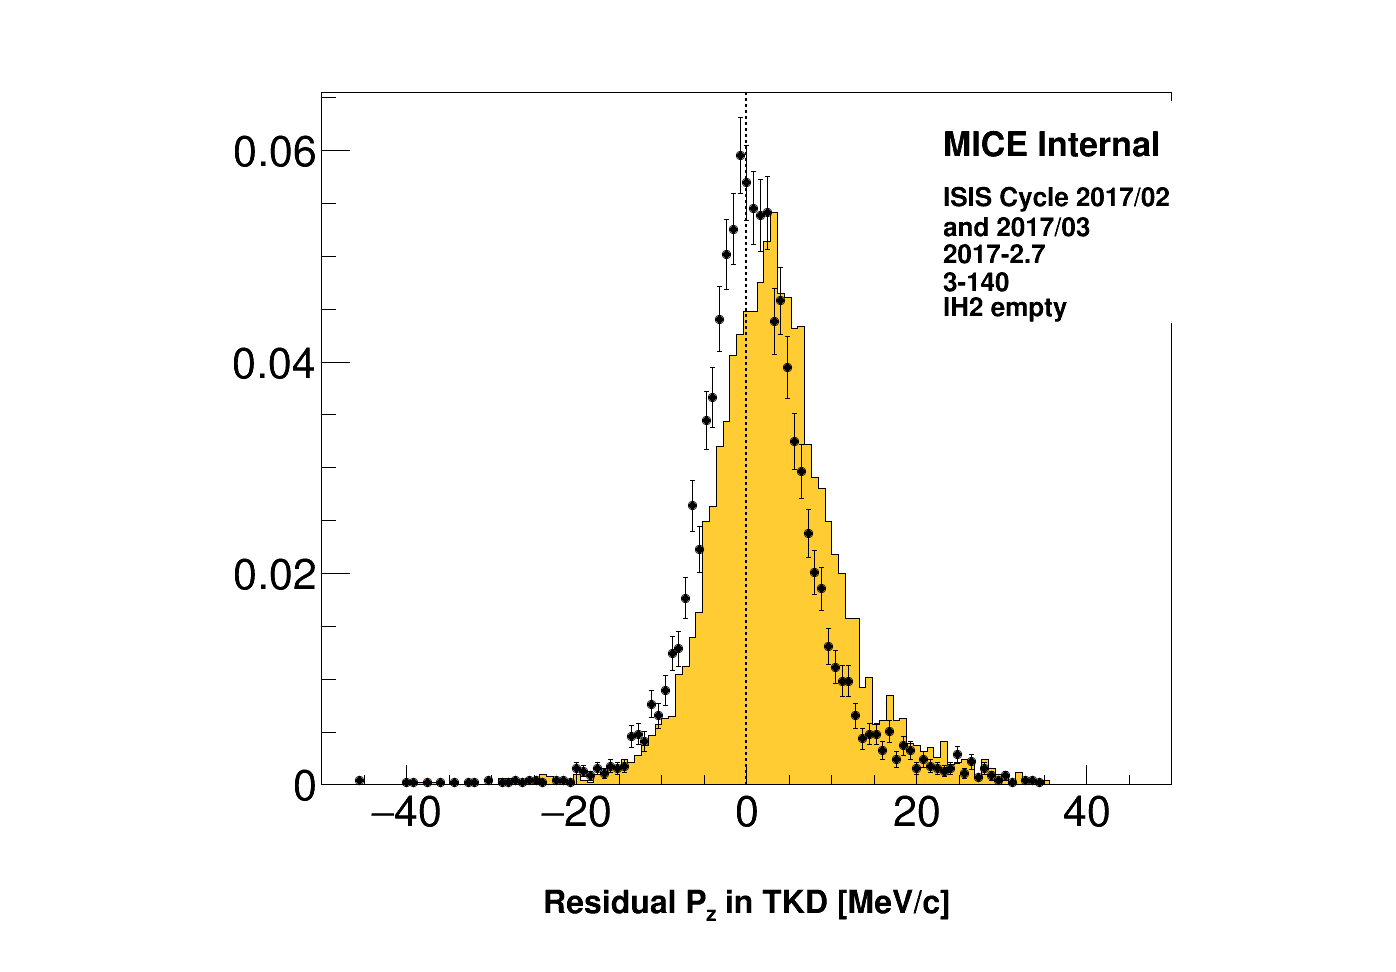 MICE Internal
ISIS Cycle 2017/02
and 2017/03
2017-2.7
3-140
IH2 empty
0.06
0.04
0.02
0
−40 −20 0 20 40
Residual Pz in TKD [MeV/c]